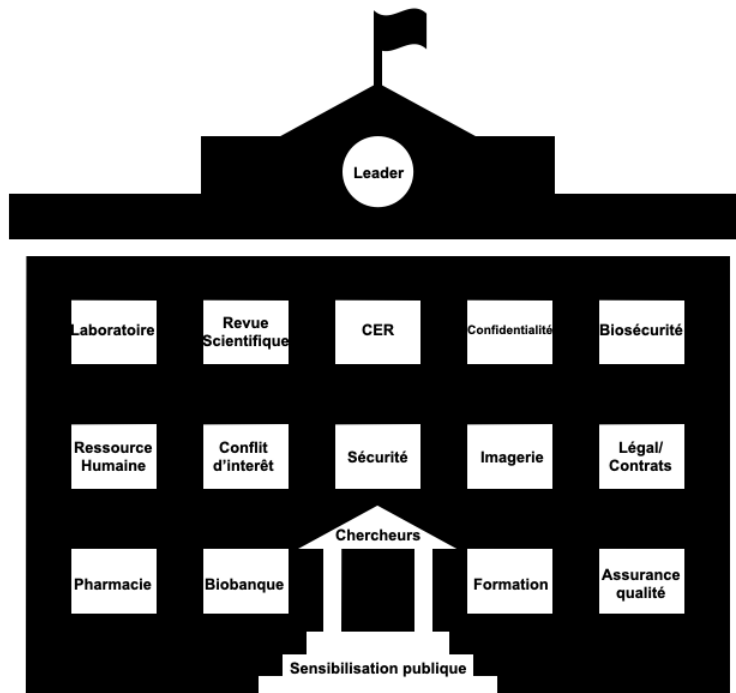 Leader
Laboratoire
Revue
Scientifique
CER
Confidentialité
Biosécurité
Ressource
Humaine
Conflit
d'interêt
Sécurité
Imagerie
Légal/
Contrats
Chercheurs
Pharmacie
Biobanque
Formation
Assurance
qualité
Sensibilisation publique